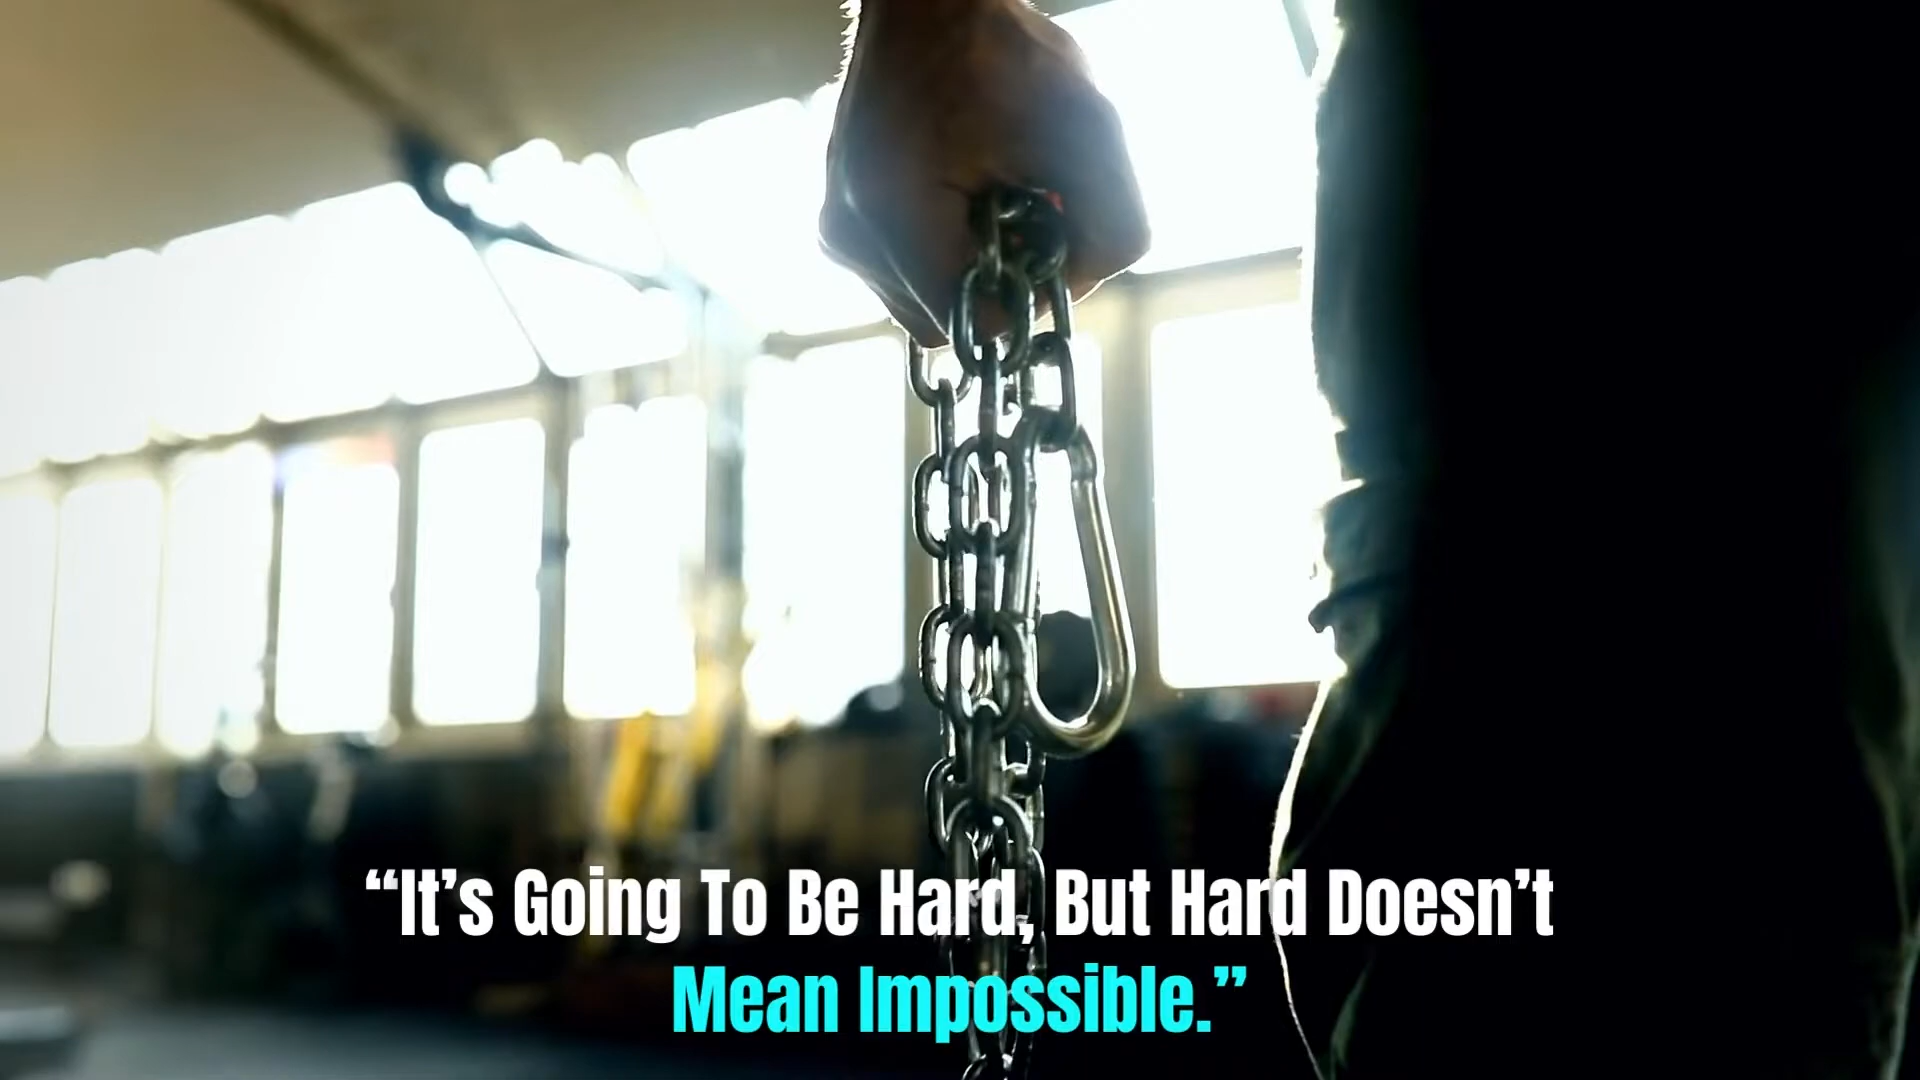 “It’s Going To Be Hard, But Hard Doesn’t
Mean Impossible.”